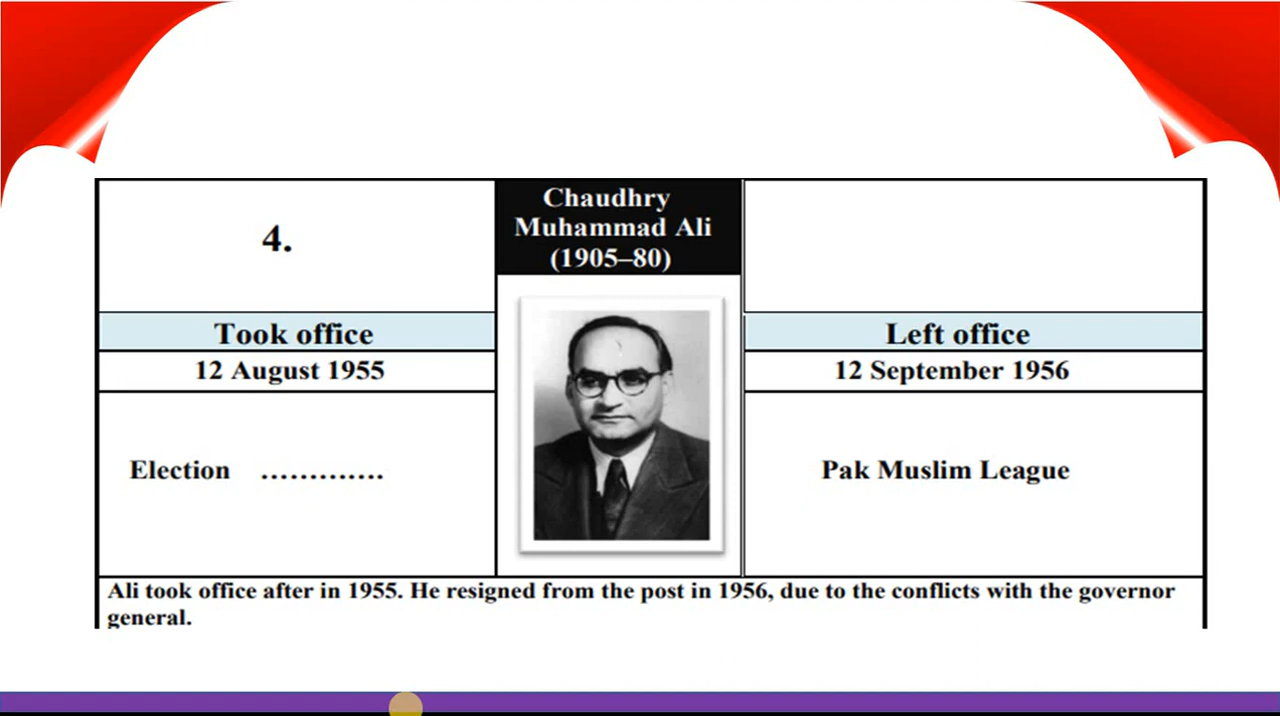 4.
Chaudhry
Muhammad Ali
(1905–80)
Took office
Left office
12 August 1955
12 September 1956
Election ………….
Pak Muslim League
Ali took office after in 1955. He resigned from the post in 1956, due to the conflicts with the governor
general.